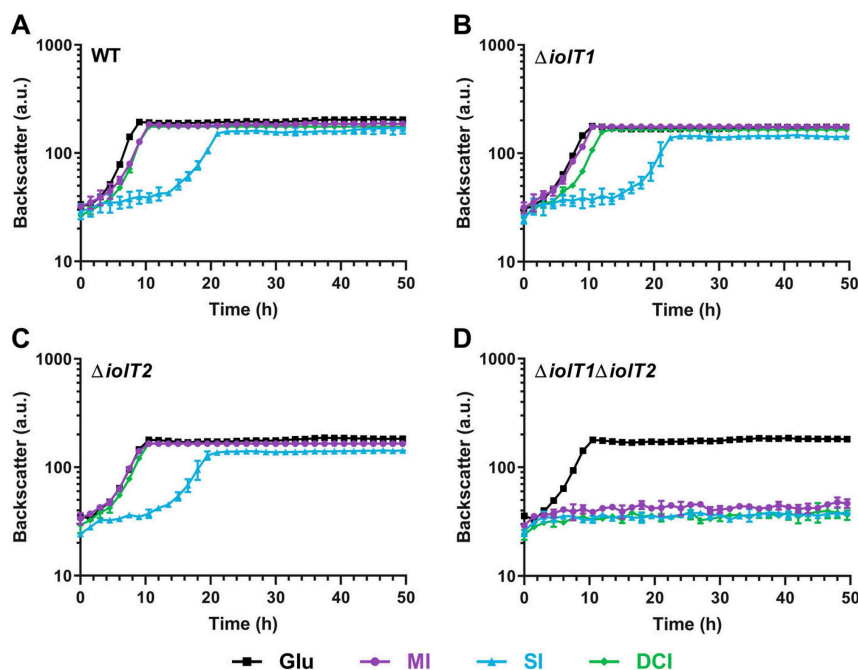 A
WT
Backscatter (a.u.)
1000
100
10
0 10 20 30 40 50
Time (h)
B
ΔiolT1
Backscatter (a.u.)
1000
100
10
0 10 20 30 40 50
Time (h)
C
ΔiolT2
Backscatter (a.u.)
1000
100
10
0 10 20 30 40 50
Time (h)
D
ΔiolT1ΔiolT2
Backscatter (a.u.)
1000
100
10
0 10 20 30 40 50
Time (h)
Glu MI SI DCI